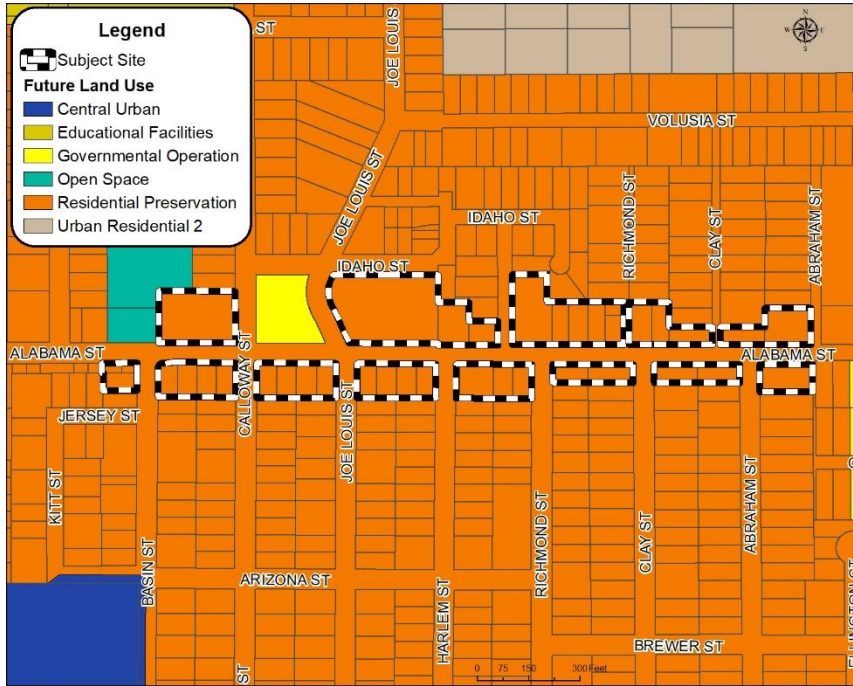 Legend
Subject Site
Future Land Use
Central Urban
Educational Facilities
Governmental Operation
Open Space
Residential Preservation
Urban Residential 2
ST
JOE LOUIS ST
N
W E
S
VOLUSIA ST
JOE LOUIS ST
IDAHO ST
RICHMOND ST
CLAY ST
ABRAHAM ST
IDAHO ST
ALABAMA ST
ALABAMA ST
CALLOWAY ST
JERSEY ST
JOE LOUIS ST
KITT ST
BASIN ST
HARLEM ST
RICHMOND ST
CLAY ST
ABRAHAM ST
ARIZONA ST
BREWER ST
ST
0 75 150 300 Feet